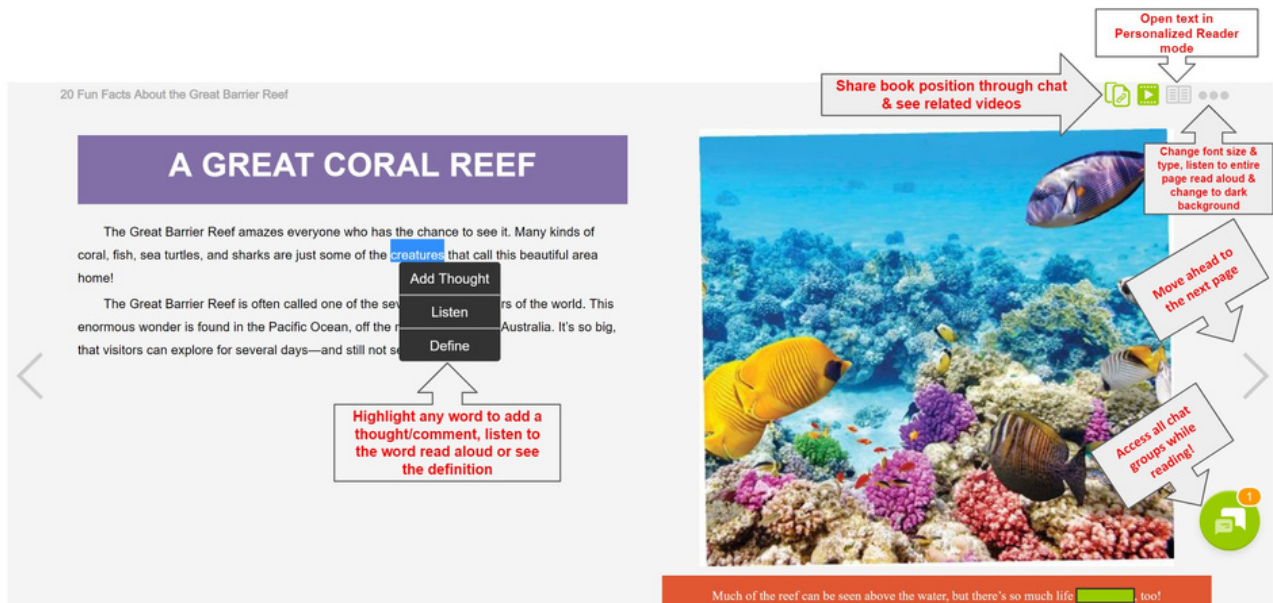 Open text in
Personalized Reader
mode
Share book position through chat
& see related videos
20 Fun Facts About the Great Barrier Reef
Change font size &
type, listen to entire
page read aloud &
change to dark
background
A GREAT CORAL REEF
The Great Barrier Reef amazes everyone who has the chance to see it. Many kinds of
coral, fish, sea turtles, and sharks are just some of the creatures that call this beautiful area
home!
The Great Barrier Reef is often called one of the sev rs of the world. This
enormous wonder is found in the Pacific Ocean, off the Australia. It's so big,
that visitors can explore for several days—and still not
Add Thought
Listen
Define
Highlight any word to add a
thought/comment, listen to
the word read aloud or see
the definition
Move ahead to
the next page
Access all chat
groups while
reading!
1
Much of the reef can be seen above the water, but there's so much life , too!